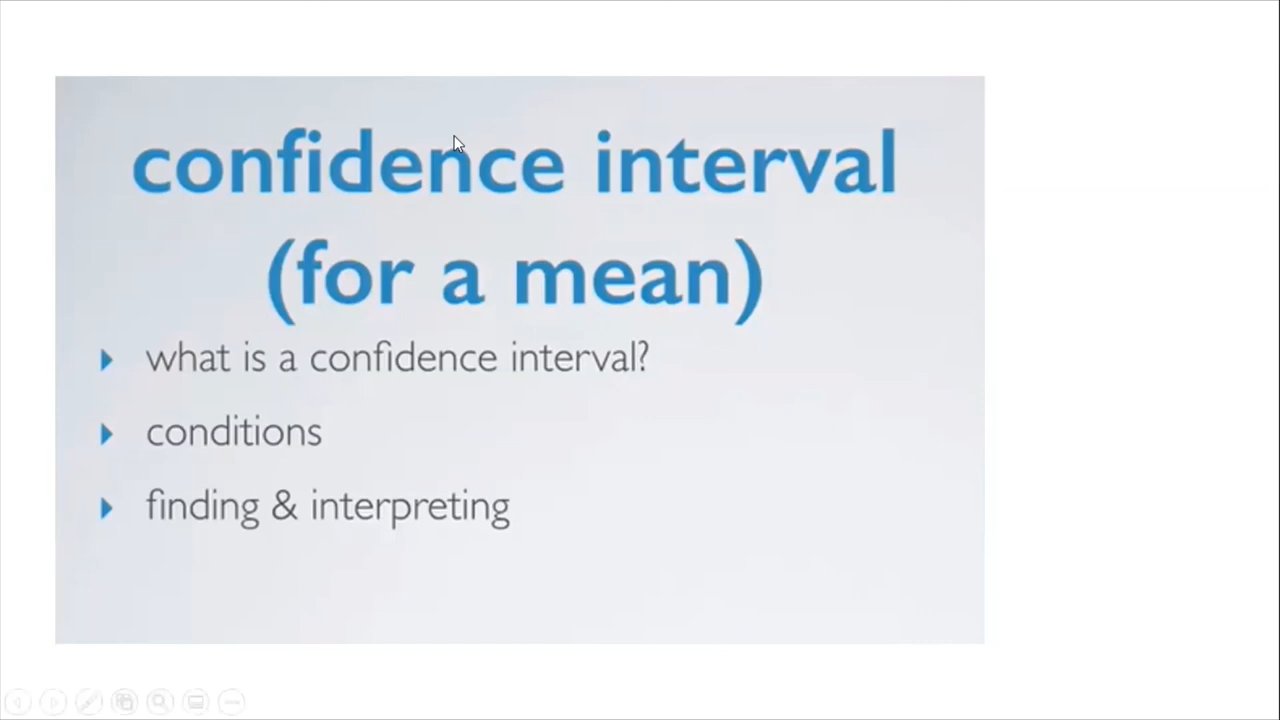 confidence interval
(for a mean)
what is a confidence interval?
conditions
finding & interpreting